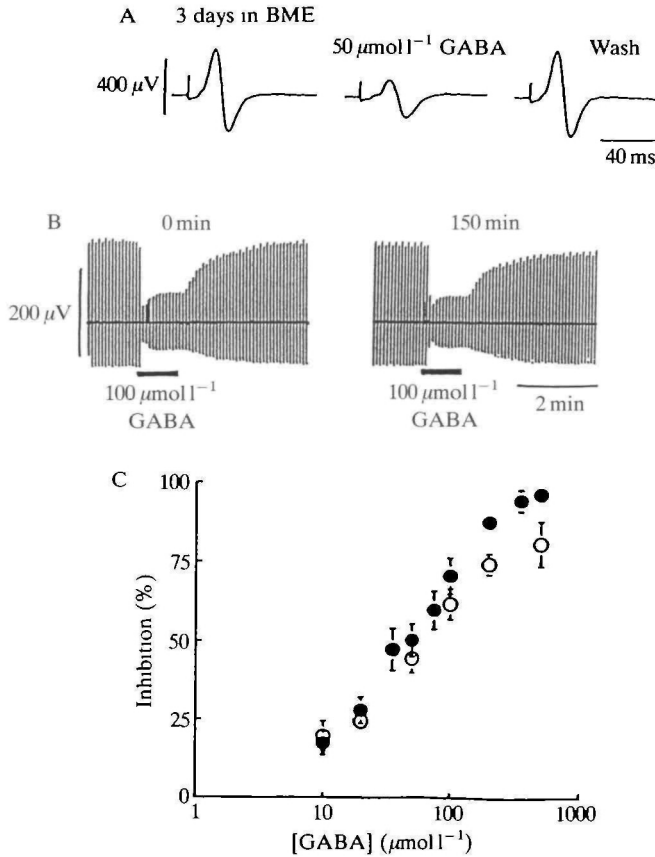 A
3 days in BME
50 μmol l⁻¹ GABA
Wash
400 μV
40 ms
B
0 min
150 min
200 μV
100 μmol l⁻¹
GABA
100 μmol l⁻¹
GABA
2 min
C
100
75
50
25
0
Inhibition (%)
1
10
100
1000
[GABA] (μmol l⁻¹)